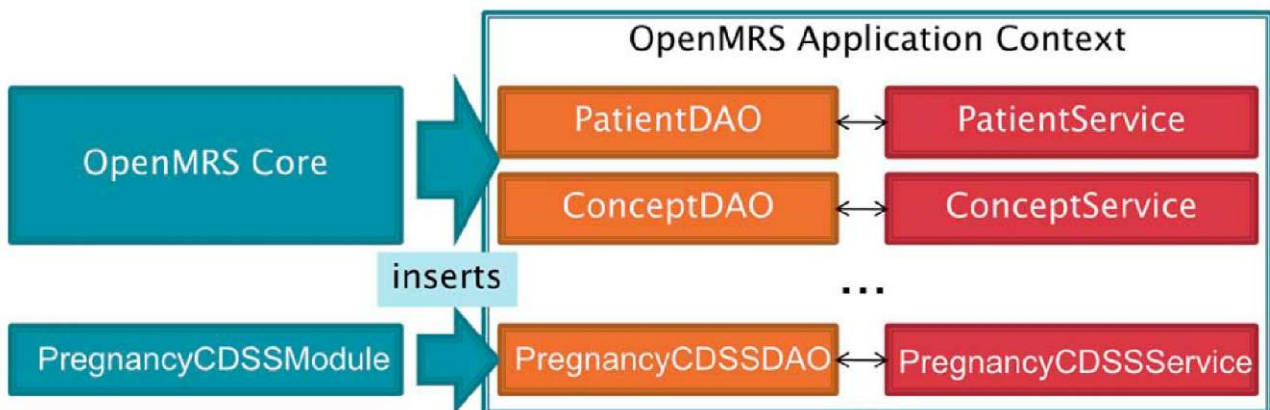 OpenMRS Application Context
OpenMRS Core
PatientDAO
PatientService
ConceptDAO
ConceptService
inserts
...
PregnancyCDSSModule
PregnancyCDSSDAO
PregnancyCDSSService